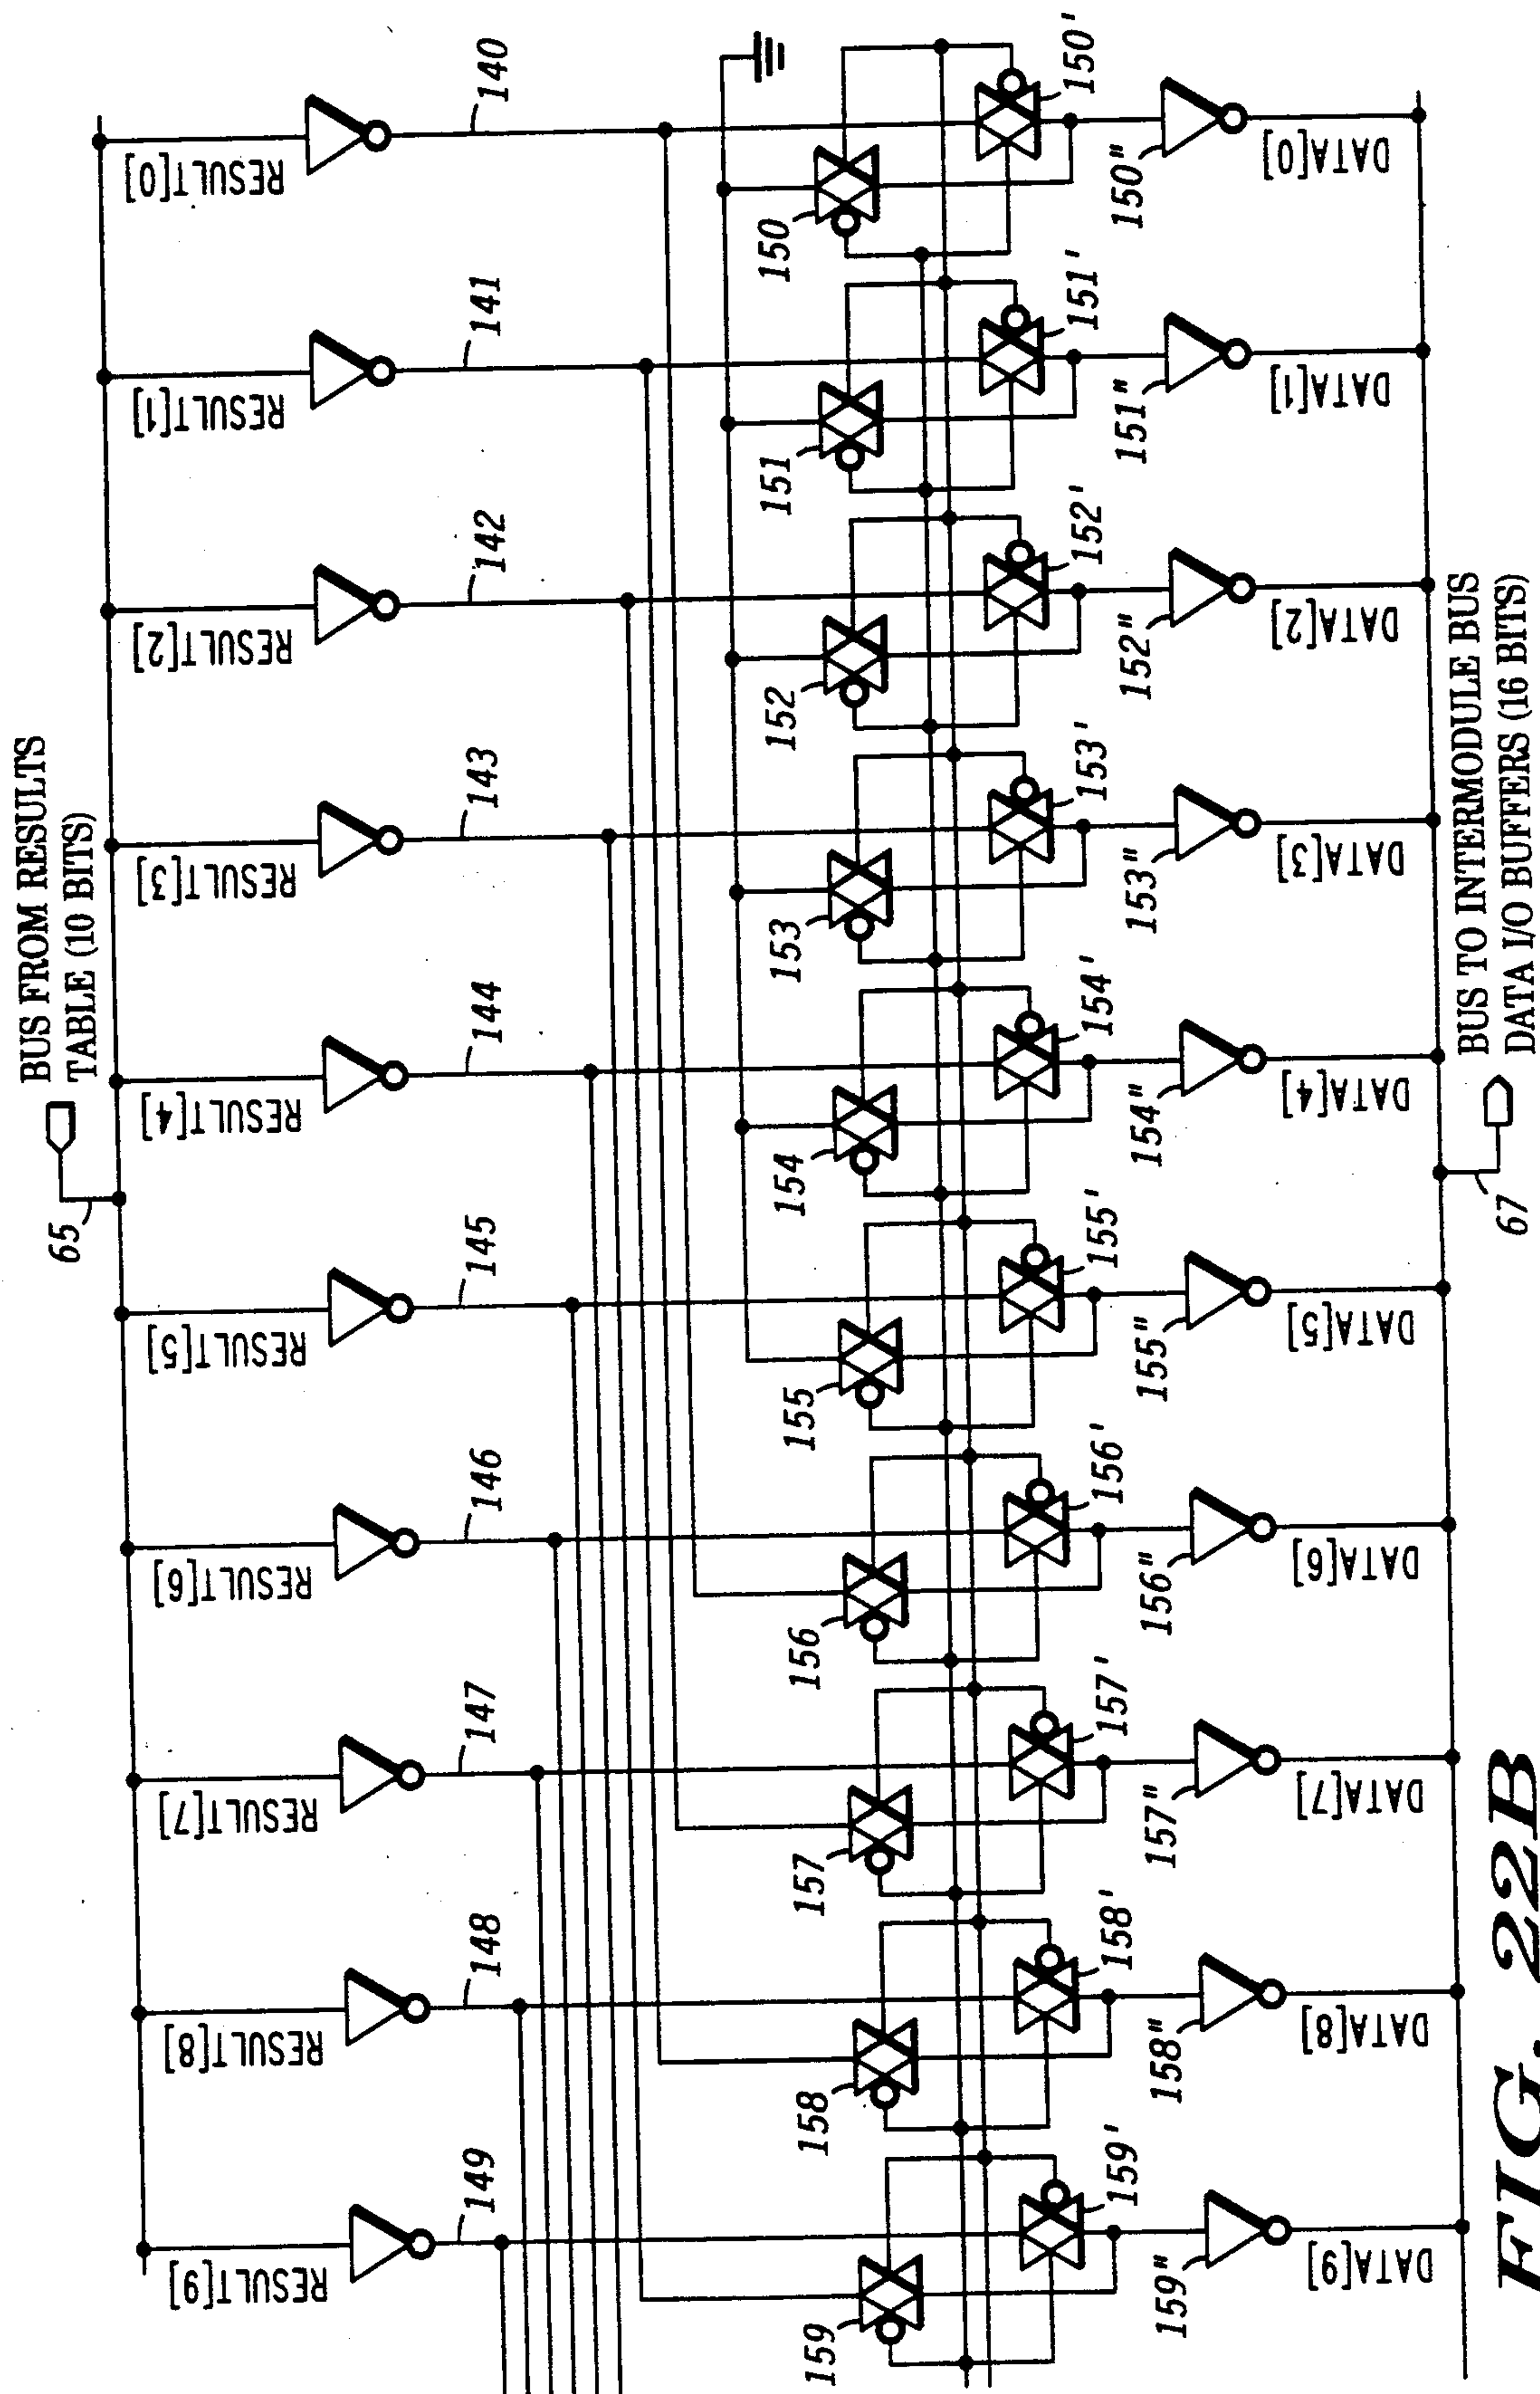 BUS FROM RESULTS
TABLE (10 BITS)
65
RESULT[9]
RESULT[8]
RESULT[7]
RESULT[6]
RESULT[5]
RESULT[4]
RESULT[3]
RESULT[2]
RESULT[1]
RESULT[0]
149
148
147
146
145
144
143
142
141
140
159
158
157
156
155
154
153
152
151
150
159'
158'
157'
156'
155'
154'
153'
152'
151'
150'
159"
158"
157"
156"
155"
154"
153"
152"
151"
150"
DATA[9]
DATA[8]
DATA[7]
DATA[6]
DATA[5]
DATA[4]
DATA[3]
DATA[2]
DATA[1]
DATA[0]
67
BUS TO INTERMODULE BUS
DATA I/O BUFFERS (16 BITS)
FIG. 22B